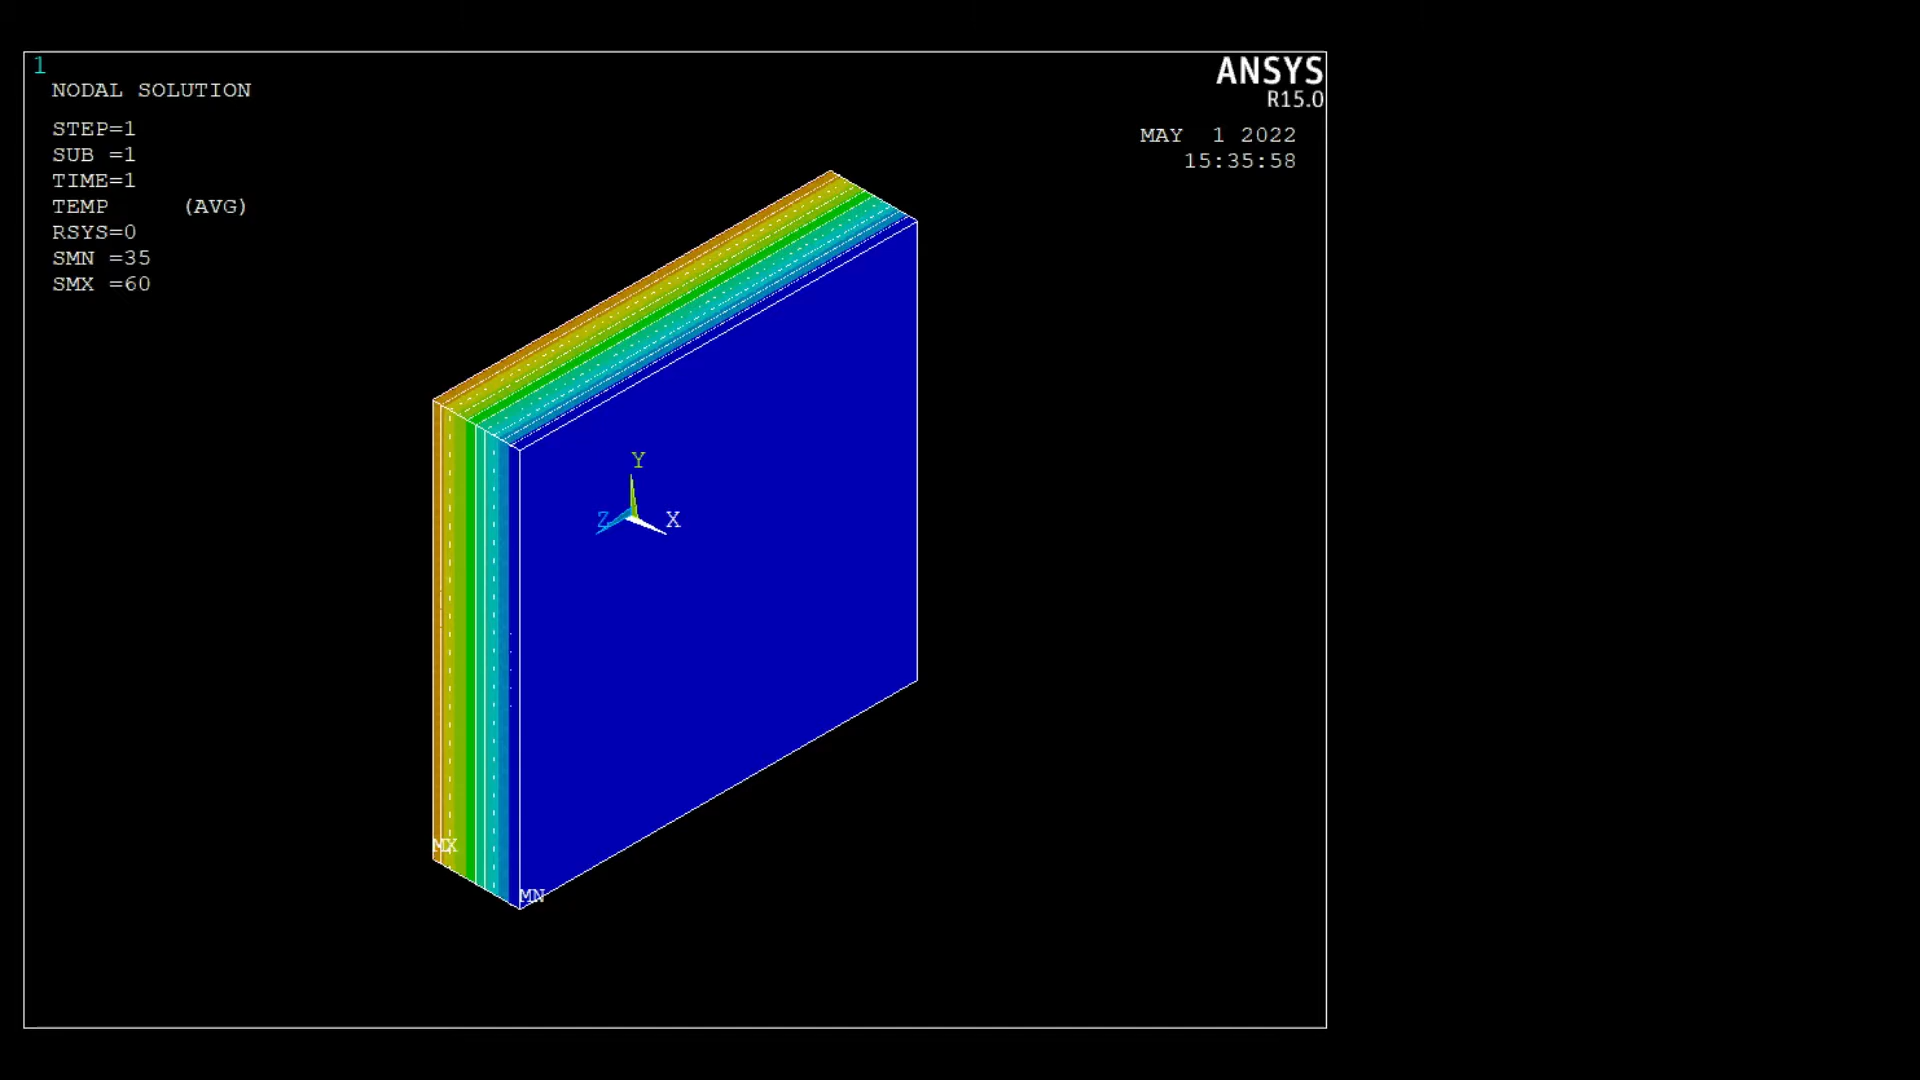 1
NODAL SOLUTION
STEP=1
SUB =1
TIME=1
TEMP (AVG)
RSYS=0
SMN =35
SMX =60
ANSYS
R15.0
MAY 1 2022
15:35:58
Y
Z X
MX
MN